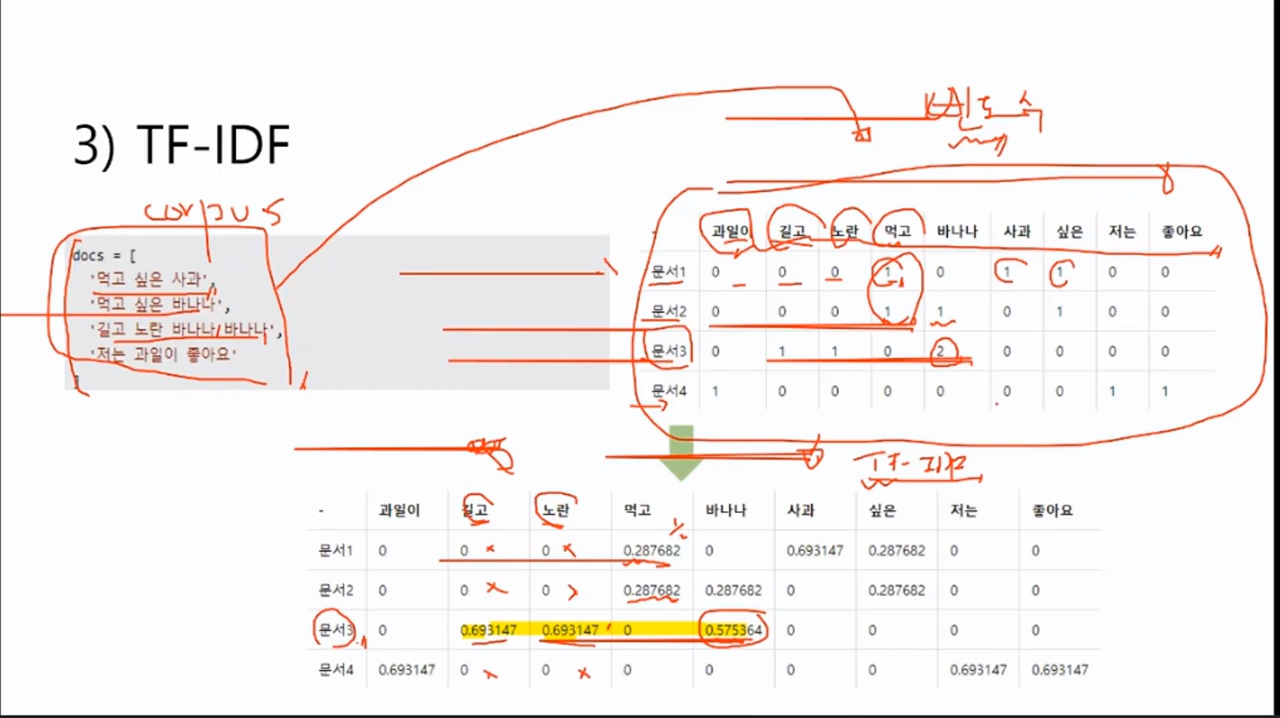 3) TF-IDF
corpus
docs = [
'먹고 싶은 사과',
'먹고 싶은 바나나',
'길고 노란 바나나 바나나',
'저는 과일이 좋아요'
]
- 과일이 길고 노란 먹고 바나나 사과 싶은 저는 좋아요
문서1 0 0 0 1 0 1 1 0 0
문서2 0 0 0 1 1 0 1 0 0
문서3 0 1 1 0 2 0 0 0 0
문서4 1 0 0 0 0 0 0 1 1
TF-IDF
- 과일이 길고 노란 먹고 바나나 사과 싶은 저는 좋아요
문서1 0 0 0 0.287682 0 0.693147 0.287682 0 0
문서2 0 0 0 0.287682 0.287682 0 0.287682 0 0
문서3 0 0.693147 0.693147 0 0.575364 0 0 0 0
문서4 0.693147 0 0 0 0 0 0 0.693147 0.693147